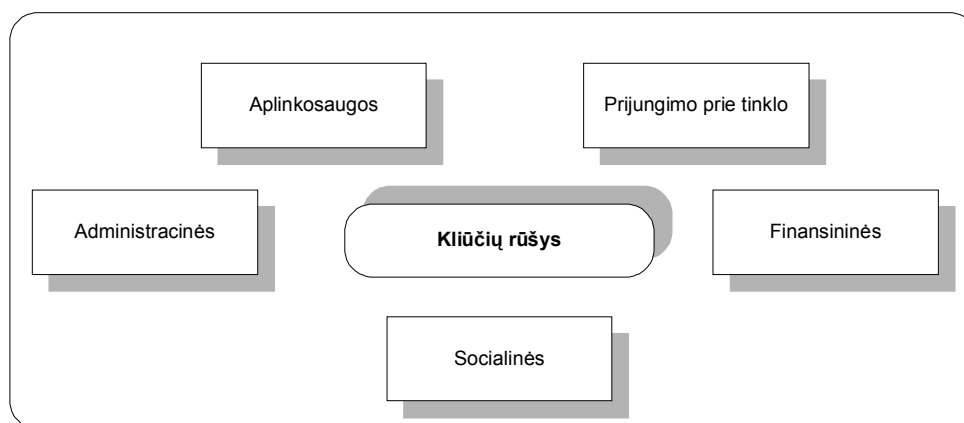 Aplinkosaugos
Prijungimo prie tinklo
Administracinės
Kliūčių rūšys
Finansininės
Socialinės